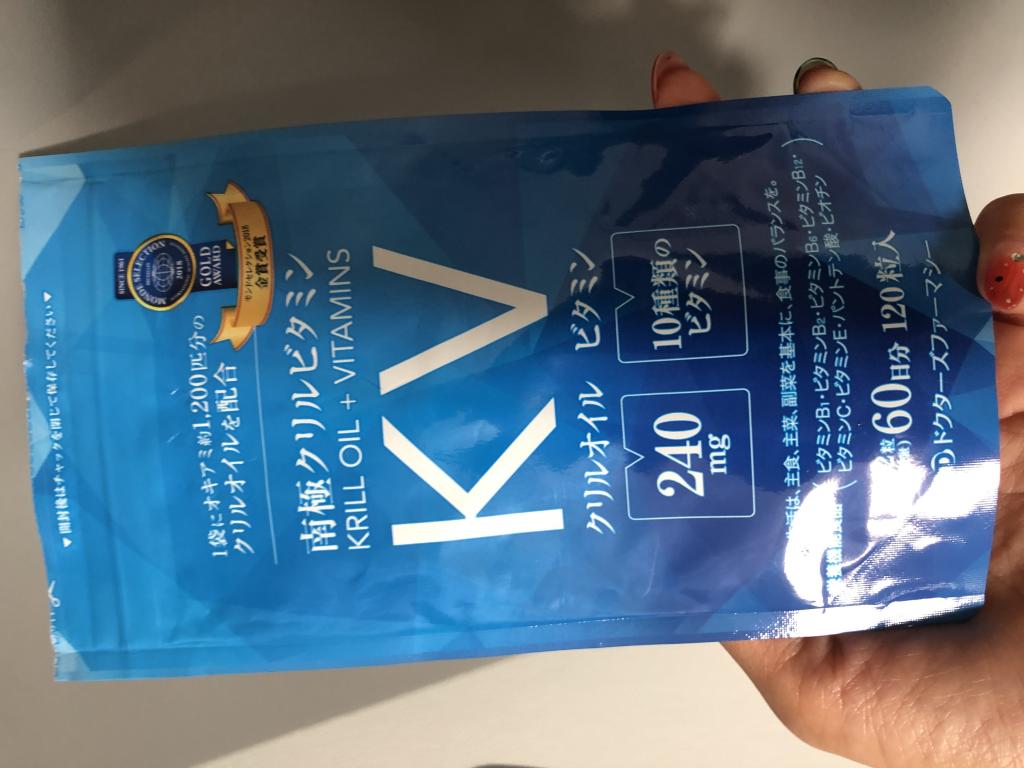 ▼開封後はチャックを閉じて保存してください▼
SINCE 1961
MONDE SELECTION
2018
GOLD
AWARD
モンドセレクション2018
金賞受賞
1袋にオキアミ約1,200匹分の
クリルオイルを配合
南極クリルビタミン
KRILL OIL + VITAMINS
KV
クリルオイル ビタミン
240
mg
10種類の
ビタミン
は、主食、主菜、副菜を基本に、食事のバランスを。
ビタミンB1・ビタミンB2・ビタミンB6・ビタミンB12・
ビタミンC・ビタミンE・パントテン酸・ビオチン
60日分 120粒入
ドクターズファーマシー